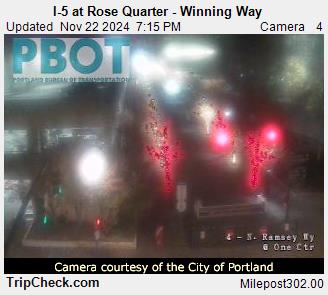 I-5 at Rose Quarter - Winning Way
Updated Nov 22 2024 7:15 PM Camera 4
PBOT
PORTLAND BUREAU OF TRANSPORTATION
4 - N. Ramsey Wy
@ One Ctr
Camera courtesy of the City of Portland
TripCheck.com Milepost302.00